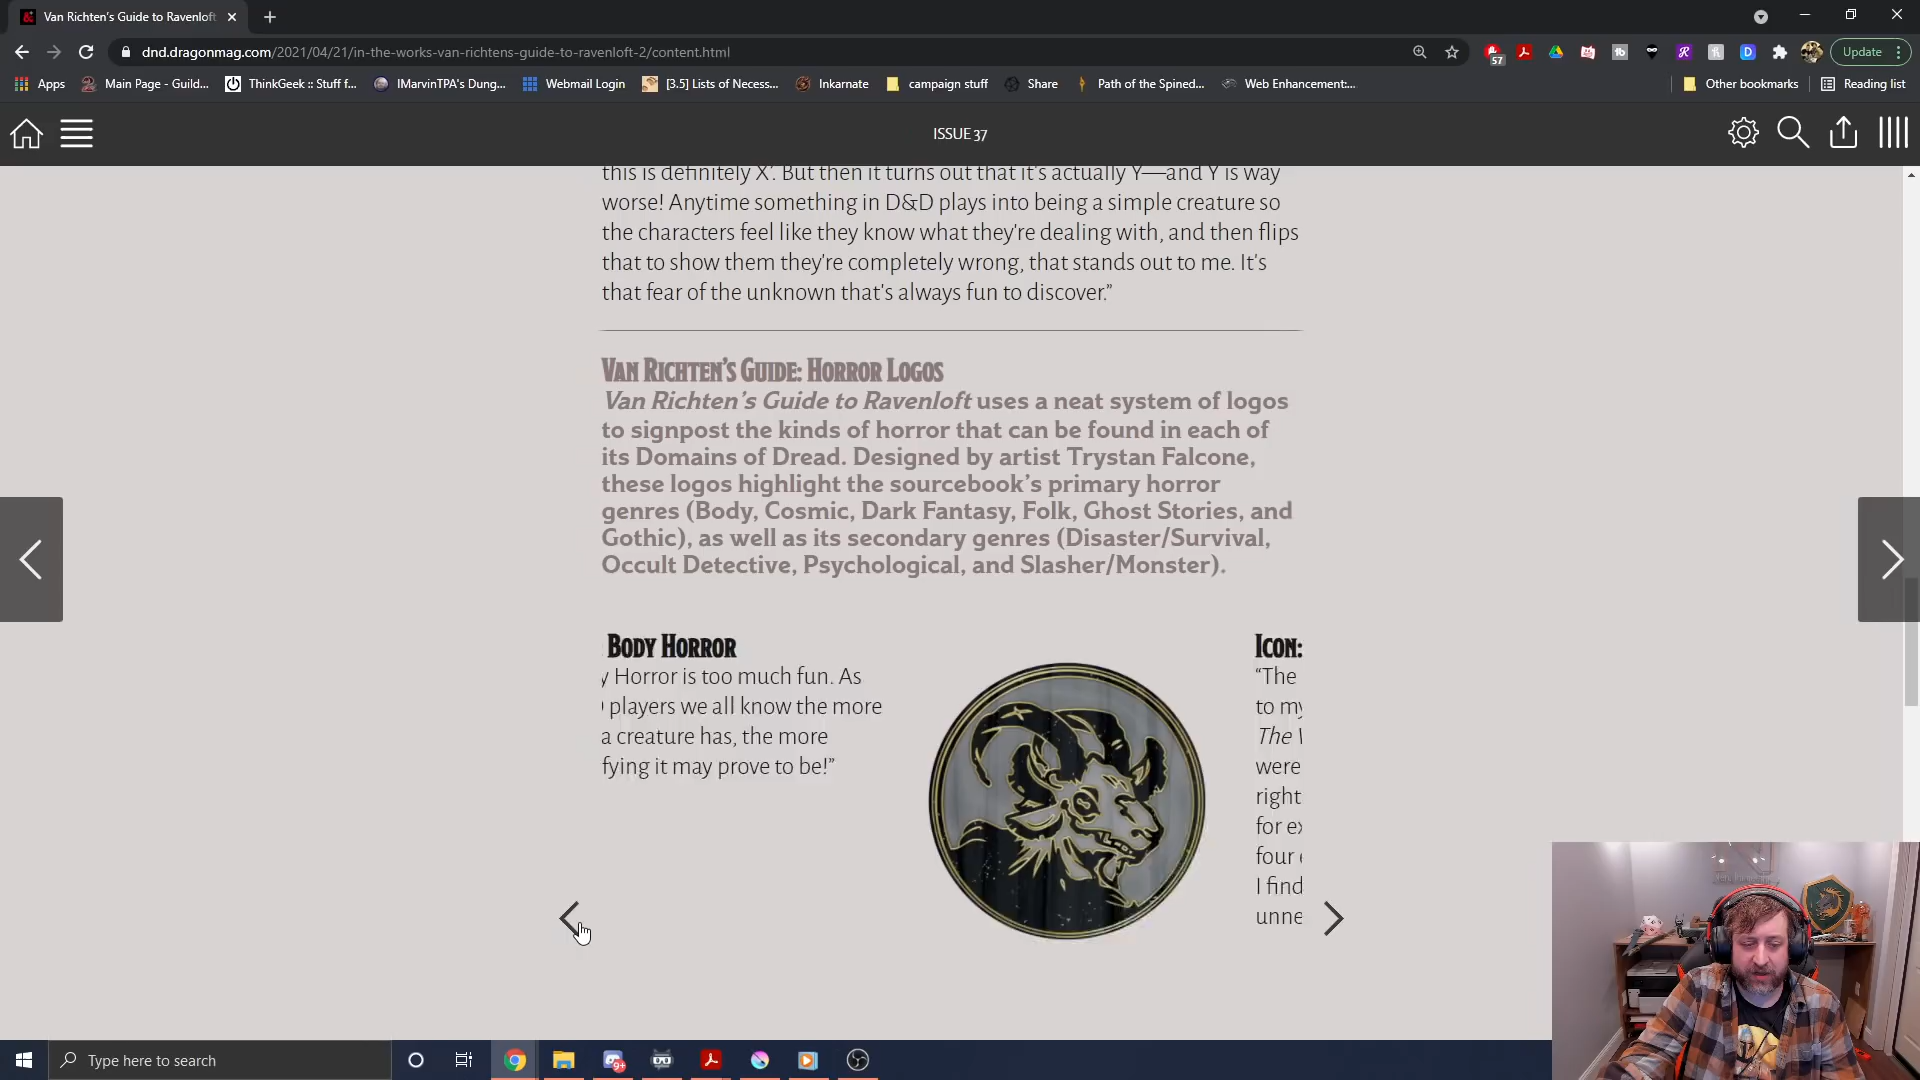 Van Richten's Guide to Ravenloft
dnd.dragonmag.com/2021/04/21/in-the-works-van-richtens-guide-to-ravenloft-2/content.html
57
Update
Apps
Main Page - Guild...
ThinkGeek :: Stuff f...
IMarvinTPA's Dung...
Webmail Login
[3.5] Lists of Necess...
Inkarnate
campaign stuff
Share
Path of the Spined...
Web Enhancement:...
Other bookmarks
Reading list
ISSUE 37
this is definitely X'. But then it turns out that it's actually Y—and Y is way
worse! Anytime something in D&D plays into being a simple creature so
the characters feel like they know what they're dealing with, and then flips
that to show them they're completely wrong, that stands out to me. It's
that fear of the unknown that's always fun to discover.”
Van Richten's Guide: Horror Logos
Van Richten's Guide to Ravenloft uses a neat system of logos
to signpost the kinds of horror that can be found in each of
its Domains of Dread. Designed by artist Trystan Falcone,
these logos highlight the sourcebook's primary horror
genres (Body, Cosmic, Dark Fantasy, Folk, Ghost Stories, and
Gothic), as well as its secondary genres (Disaster/Survival,
Occult Detective, Psychological, and Slasher/Monster).
Body Horror
y Horror is too much fun. As
players we all know the more
a creature has, the more
fying it may prove to be!”
Icon:
“The
to my
The
were
right
for ex
four
I find
unne
Type here to search
9+